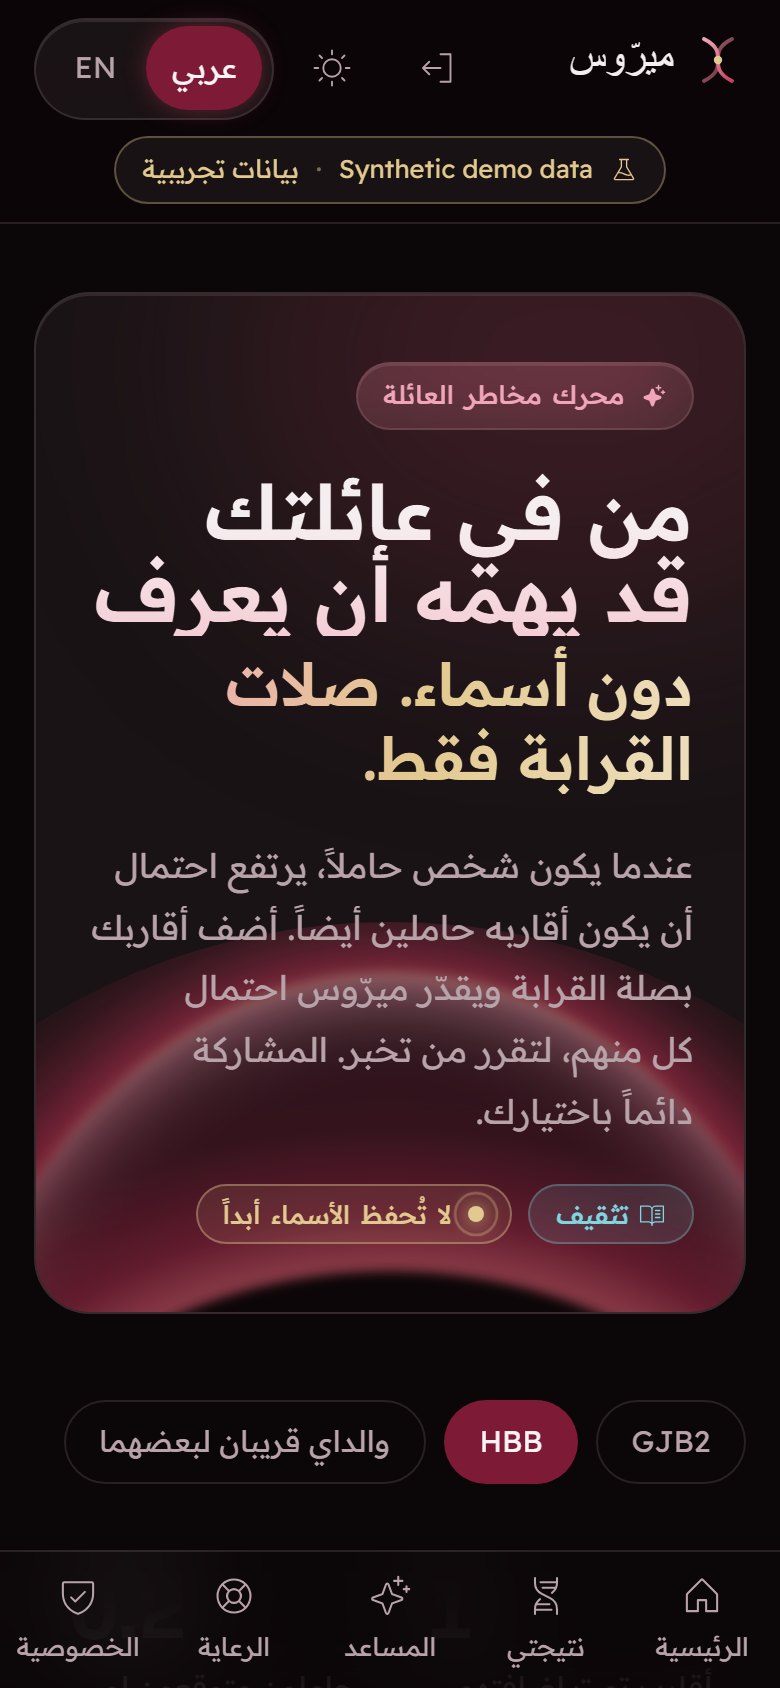 ميرّوس
عربي
EN
Synthetic demo data · بيانات تجريبية
محرك مخاطر العائلة
من في عائلتك
قد يهمّه أن يعرف
دون أسماء. صلات
القرابة فقط.
عندما يكون شخص حاملاً، يرتفع احتمال
أن يكون أقاربه حاملين أيضاً. أضف أقاربك
بصلة القرابة ويقدّر ميرّوس احتمال
كل منهم، لتقرر من تخبر. المشاركة
دائماً باختيارك.
تثقيف
لا تُحفظ الأسماء أبداً
GJB2
HBB
والداي قريبان لبعضهما
الرئيسية
نتيجتي
المساعد
الرعاية
الخصوصية